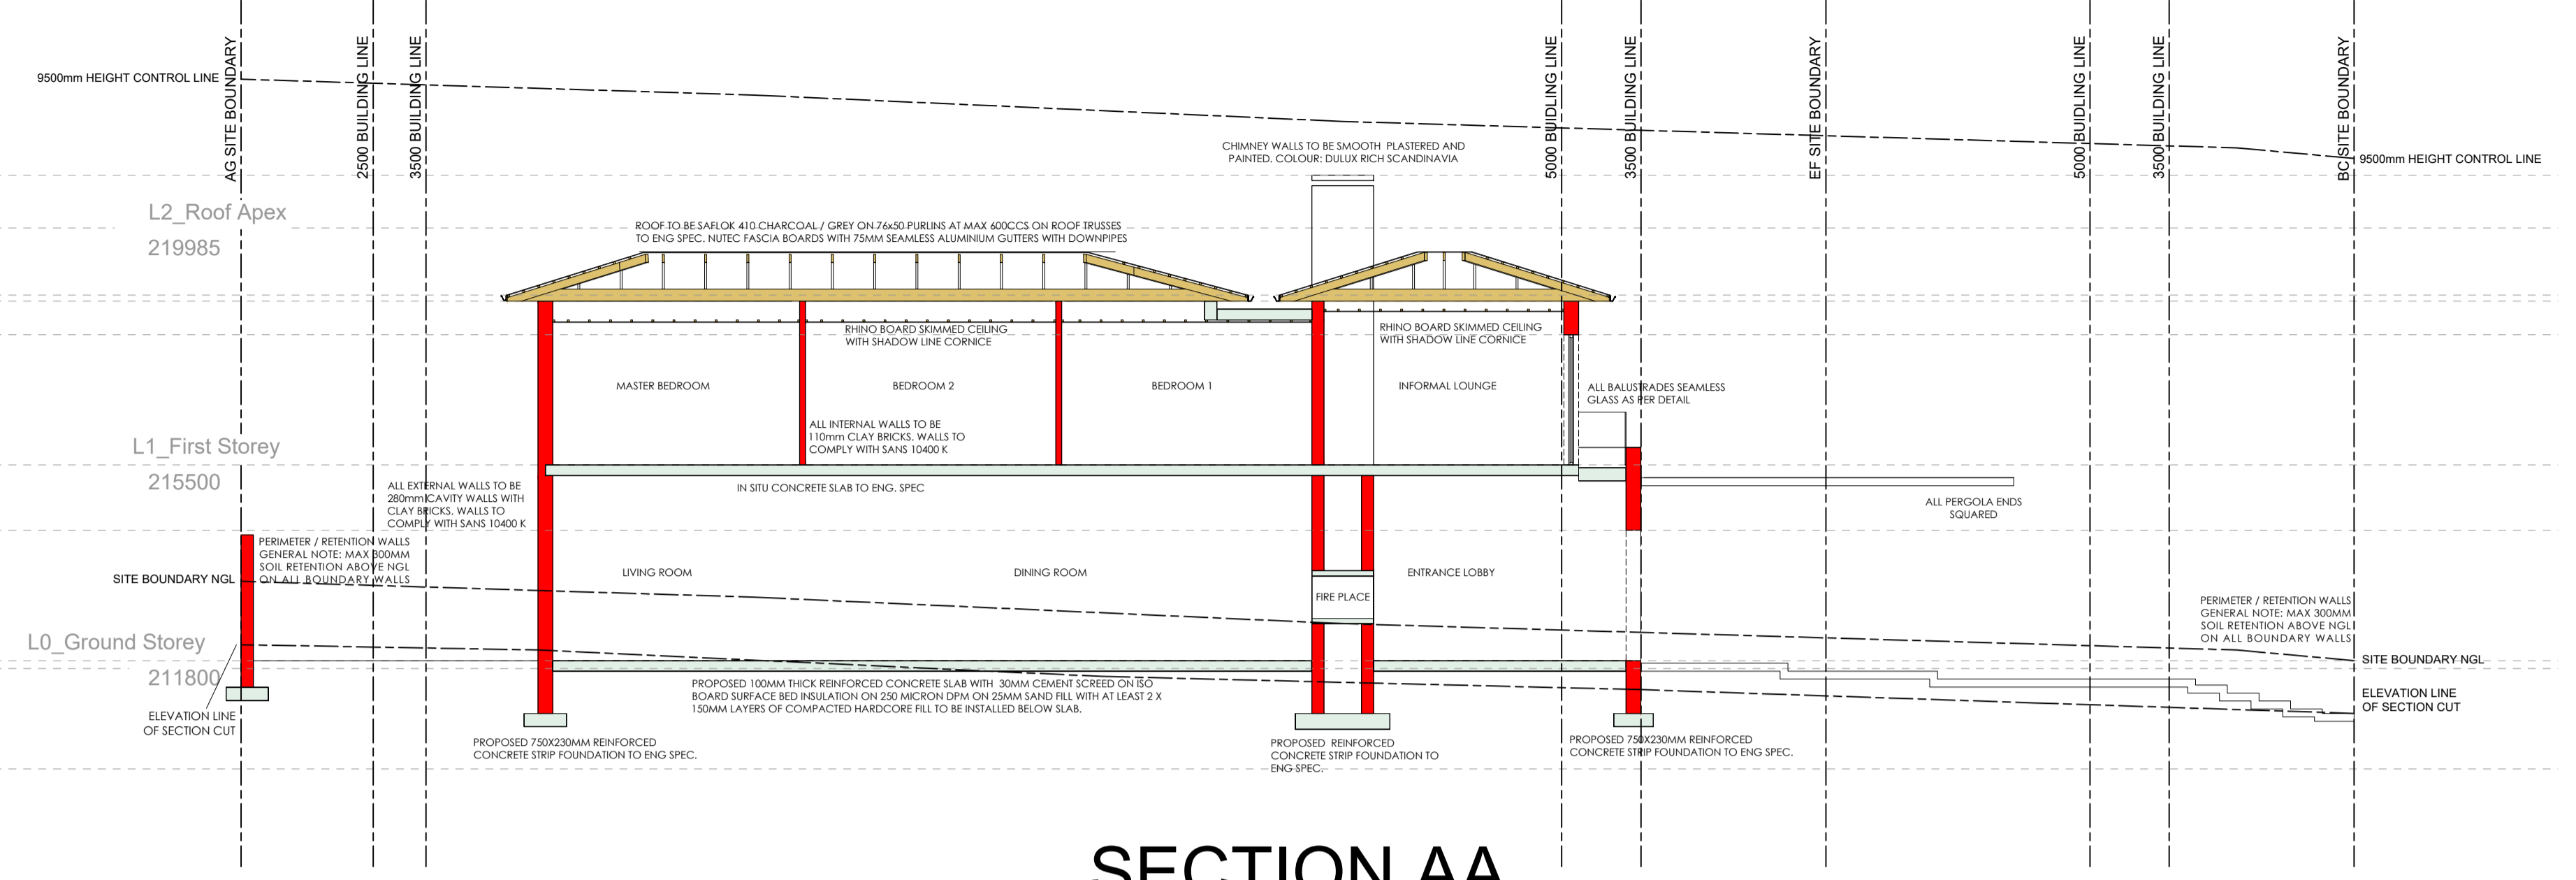 AG SITE BOUNDARY
2500 BUILDING LINE
3500 BUILDING LINE
5000 BUIDLING LINE
3500 BUILDING LINE
EF SITE BOUNDARY
5000 BUIDLING LINE
3500 BUILDING LINE
BC SITE BOUNDARY
9500mm HEIGHT CONTROL LINE
9500mm HEIGHT CONTROL LINE
CHIMNEY WALLS TO BE SMOOTH PLASTERED AND
PAINTED. COLOUR: DULUX RICH SCANDINAVIA
L2_Roof Apex
219985
ROOF TO BE SAFLOK 410 CHARCOAL / GREY ON 76x50 PURLINS AT MAX 600CCS ON ROOF TRUSSES
TO ENG SPEC. NUTEC FASCIA BOARDS WITH 75MM SEAMLESS ALUMINIUM GUTTERS WITH DOWNPIPES
RHINO BOARD SKIMMED CEILING
WITH SHADOW LINE CORNICE
RHINO BOARD SKIMMED CEILING
WITH SHADOW LINE CORNICE
MASTER BEDROOM
BEDROOM 2
BEDROOM 1
INFORMAL LOUNGE
ALL BALUSTRADES SEAMLESS
GLASS AS PER DETAIL
ALL INTERNAL WALLS TO BE
110mm CLAY BRICKS. WALLS TO
COMPLY WITH SANS 10400 K
L1_First Storey
215500
ALL EXTERNAL WALLS TO BE
280mm CAVITY WALLS WITH
CLAY BRICKS. WALLS TO
COMPLY WITH SANS 10400 K
IN SITU CONCRETE SLAB TO ENG. SPEC
ALL PERGOLA ENDS
SQUARED
PERIMETER / RETENTION WALLS
GENERAL NOTE: MAX 300MM
SOIL RETENTION ABOVE NGL
ON ALL BOUNDARY WALLS
SITE BOUNDARY NGL
LIVING ROOM
DINING ROOM
ENTRANCE LOBBY
FIRE PLACE
PERIMETER / RETENTION WALLS
GENERAL NOTE: MAX 300MM
SOIL RETENTION ABOVE NGL
ON ALL BOUNDARY WALLS
L0_Ground Storey
211800
SITE BOUNDARY NGL
PROPOSED 100MM THICK REINFORCED CONCRETE SLAB WITH 30MM CEMENT SCREED ON ISO
BOARD SURFACE BED INSULATION ON 250 MICRON DPM ON 25MM SAND FILL WITH AT LEAST 2 X
150MM LAYERS OF COMPACTED HARDCORE FILL TO BE INSTALLED BELOW SLAB.
ELEVATION LINE
OF SECTION CUT
ELEVATION LINE
OF SECTION CUT
PROPOSED 750X230MM REINFORCED
CONCRETE STRIP FOUNDATION TO ENG SPEC.
PROPOSED REINFORCED
CONCRETE STRIP FOUNDATION TO
ENG SPEC.
PROPOSED 750X230MM REINFORCED
CONCRETE STRIP FOUNDATION TO ENG SPEC.
SECTION AA